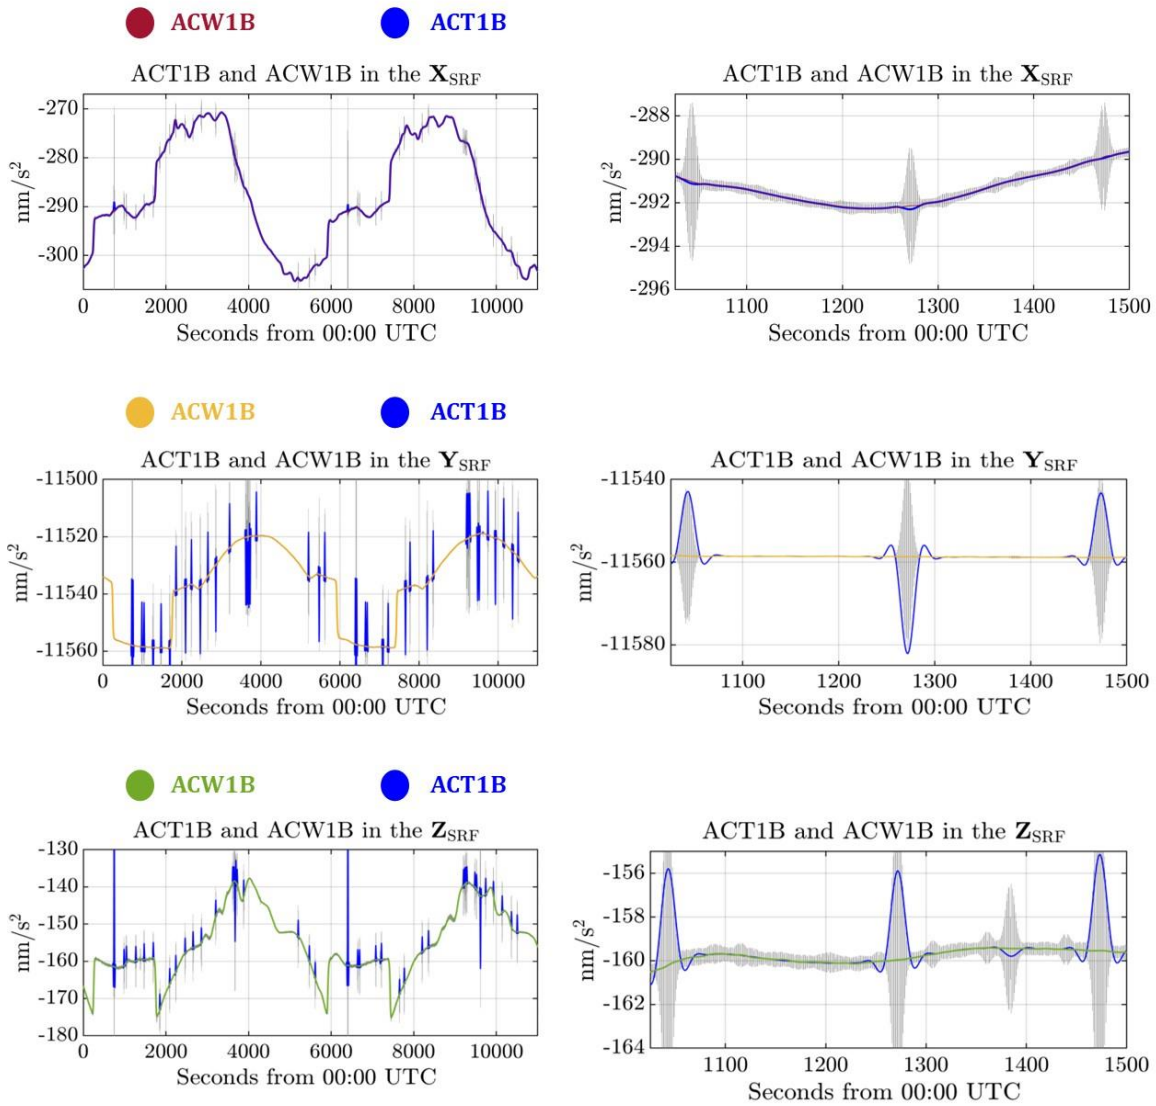 ACW1B ACT1B
ACT1B and ACW1B in the X_SRF ACT1B and ACW1B in the X_SRF
-270
-280
-290
-300
nm/s²
0 2000 4000 6000 8000 10000
Seconds from 00:00 UTC
-288
-290
-292
-294
-296
nm/s²
1100 1200 1300 1400 1500
Seconds from 00:00 UTC
ACW1B ACT1B
ACT1B and ACW1B in the Y_SRF ACT1B and ACW1B in the Y_SRF
-11500
-11520
-11540
-11560
nm/s²
0 2000 4000 6000 8000 10000
Seconds from 00:00 UTC
-11540
-11560
-11580
nm/s²
1100 1200 1300 1400 1500
Seconds from 00:00 UTC
ACW1B ACT1B
ACT1B and ACW1B in the Z_SRF ACT1B and ACW1B in the Z_SRF
-130
-140
-150
-160
-170
-180
nm/s²
0 2000 4000 6000 8000 10000
Seconds from 00:00 UTC
-156
-158
-160
-162
-164
nm/s²
1100 1200 1300 1400 1500
Seconds from 00:00 UTC